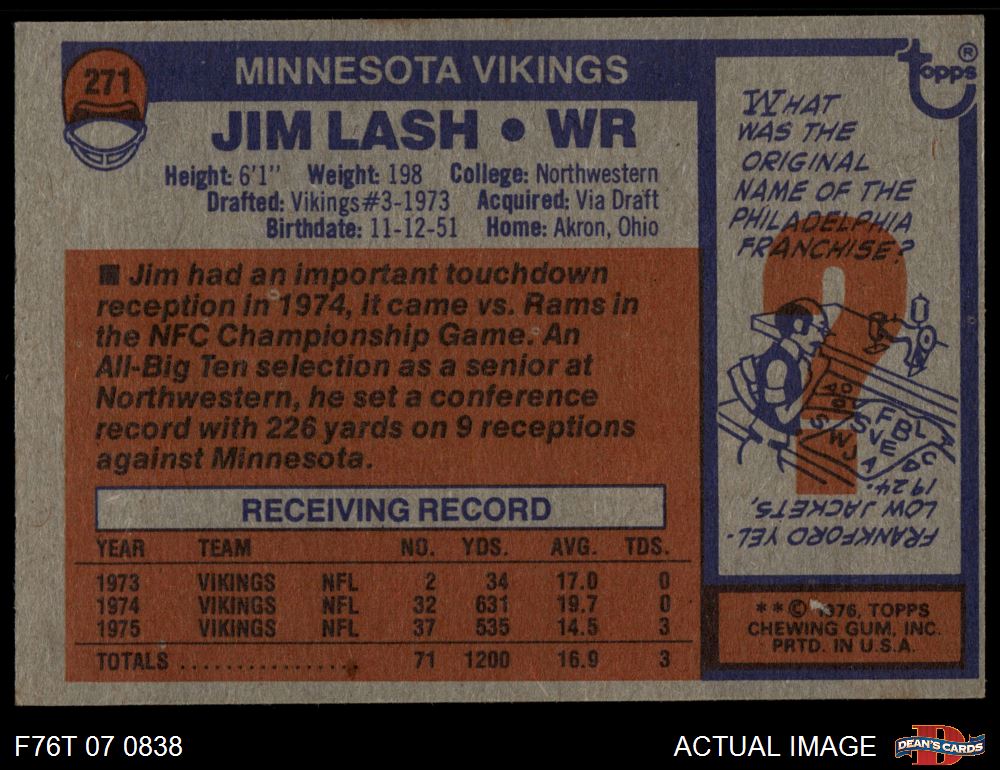 271
MINNESOTA VIKINGS
JIM LASH • WR
Height: 6'1" Weight: 198 College: Northwestern
Drafted: Vikings #3-1973 Acquired: Via Draft
Birthdate: 11-12-51 Home: Akron, Ohio
■ Jim had an important touchdown
reception in 1974, it came vs. Rams in
the NFC Championship Game. An
All-Big Ten selection as a senior at
Northwestern, he set a conference
record with 226 yards on 9 receptions
against Minnesota.
RECEIVING RECORD
YEAR TEAM NO. YDS. AVG. TDS.
1973 VIKINGS NFL 2 34 17.0 0
1974 VIKINGS NFL 32 631 19.7 0
1975 VIKINGS NFL 37 535 14.5 3
TOTALS .................. 71 1200 16.9 3
topps ®
WHAT
WAS THE
ORIGINAL
NAME OF THE
PHILADELPHIA
FRANCHISE?
?
FRANKFORD YEL-
LOW JACKETS,
1924.
**© 1976, TOPPS
CHEWING GUM, INC.
PRTD. IN U.S.A.
F76T 07 0838
ACTUAL IMAGE
DEAN'S CARDS